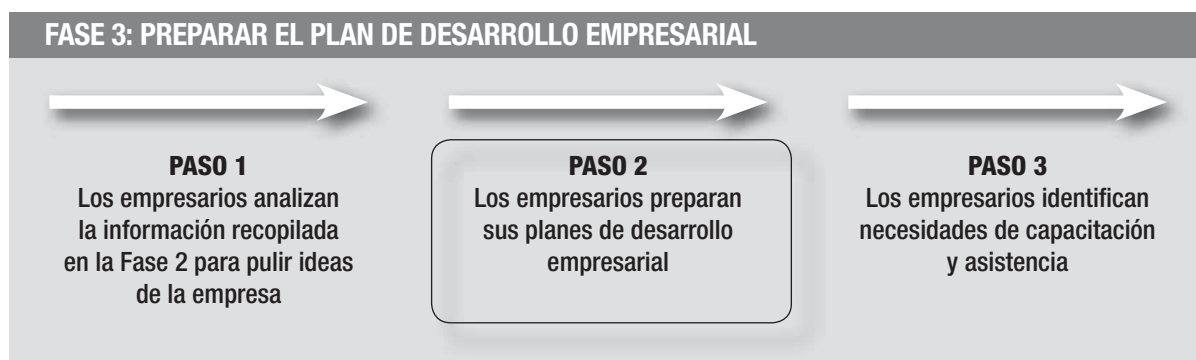 FASE 3: PREPARAR EL PLAN DE DESARROLLO EMPRESARIAL
PASO 1
Los empresarios analizan
la información recopilada
en la Fase 2 para pulir ideas
de la empresa
PASO 2
Los empresarios preparan
sus planes de desarrollo
empresarial
PASO 3
Los empresarios identifican
necesidades de capacitación
y asistencia